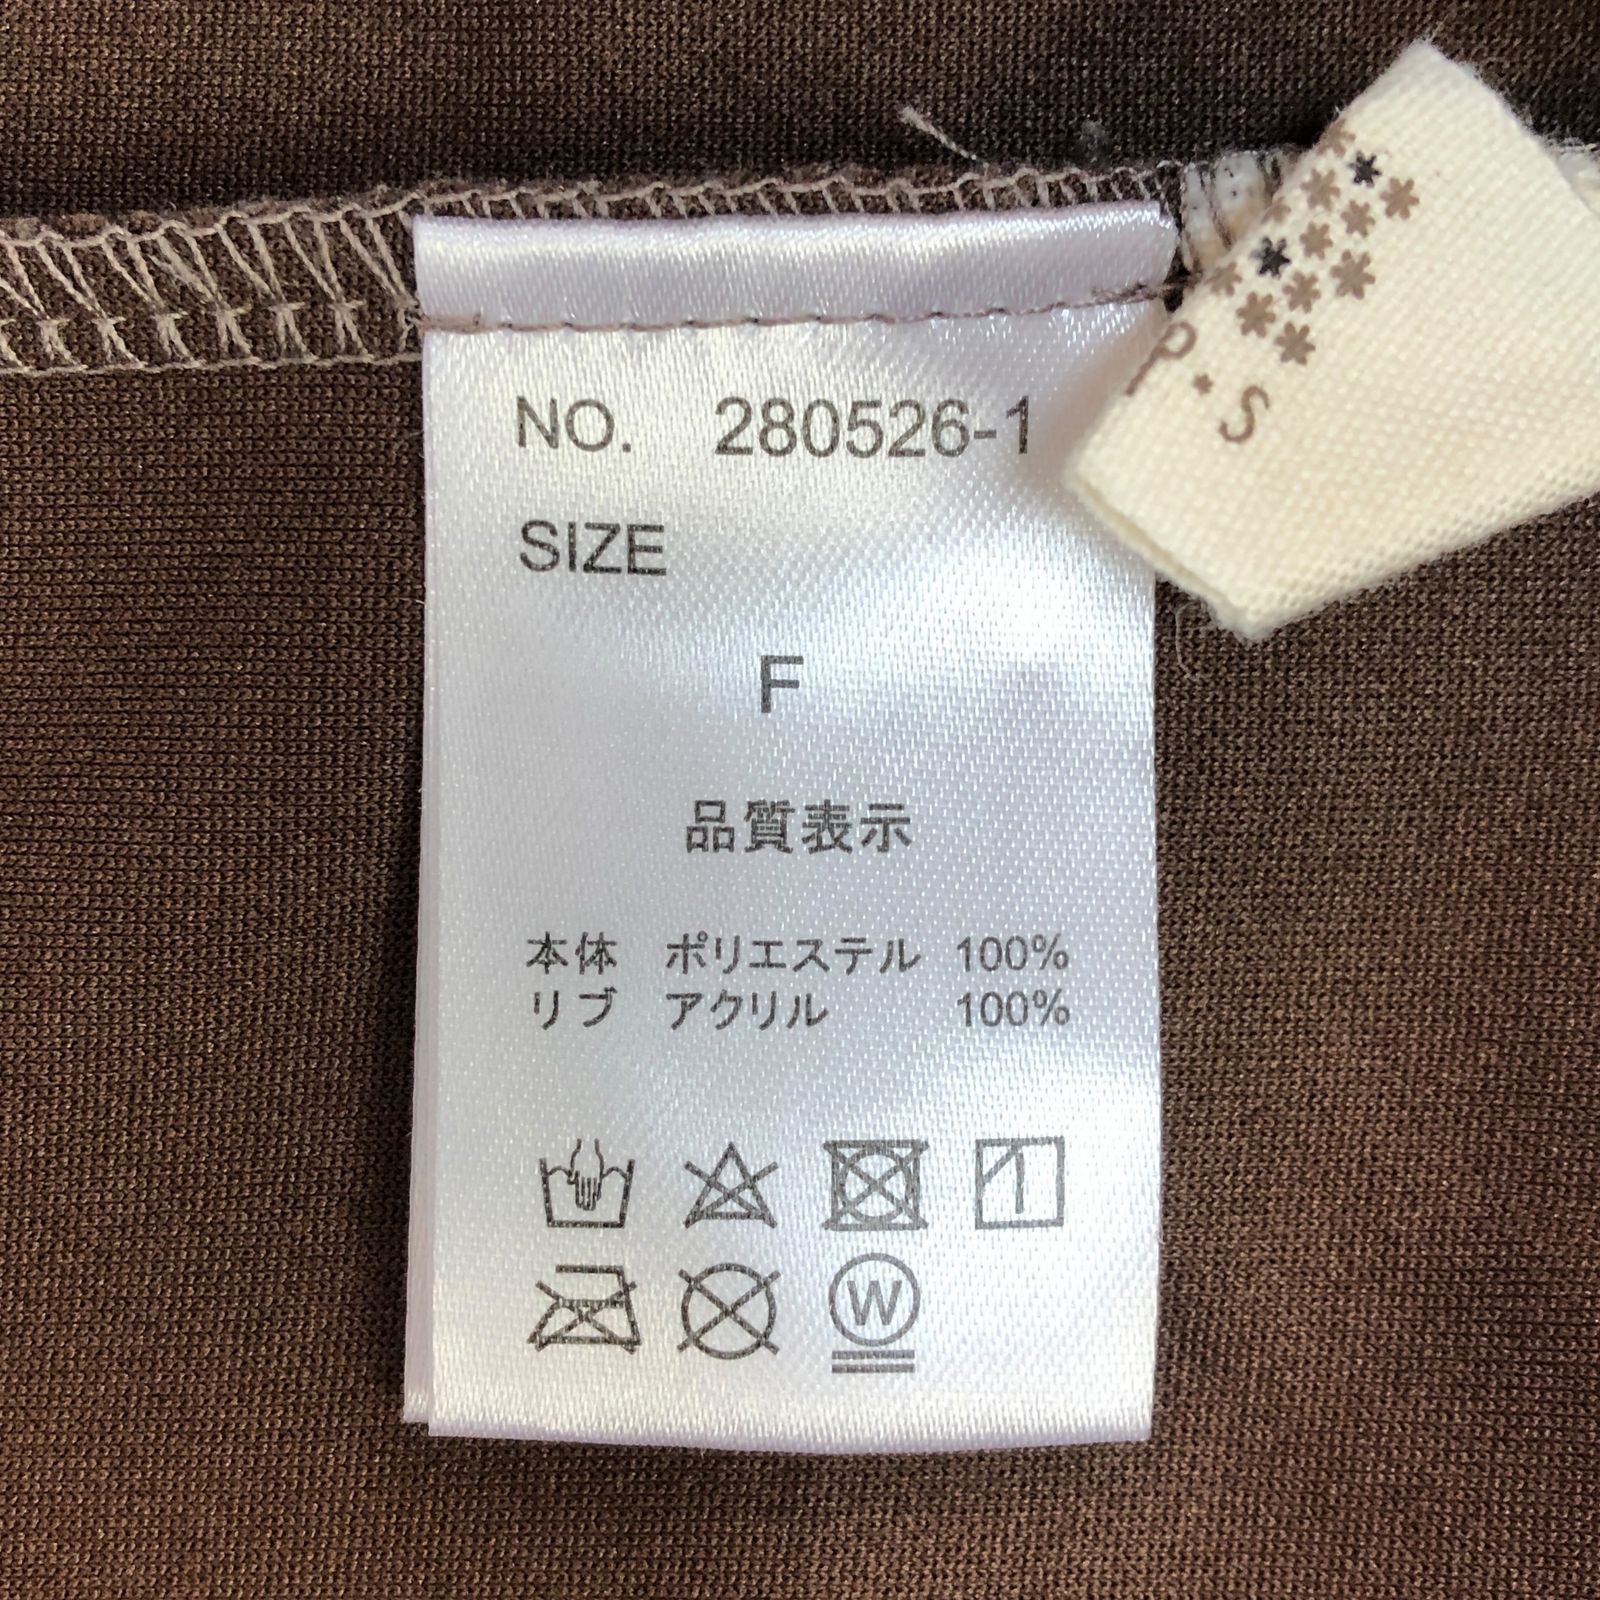 NO. 280526-1
P·S
SIZE
F
品質表示
本体 ポリエステル 100%
リブ アクリル 100%
W